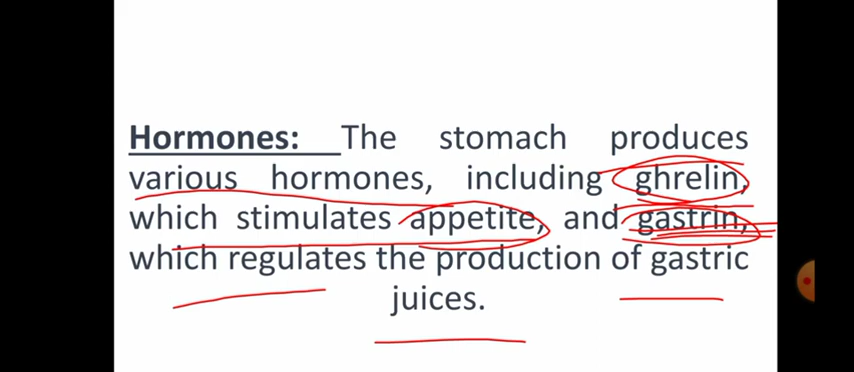 Hormones: The stomach produces
various hormones, including ghrelin,
which stimulates appetite, and gastrin,
which regulates the production of gastric
juices.